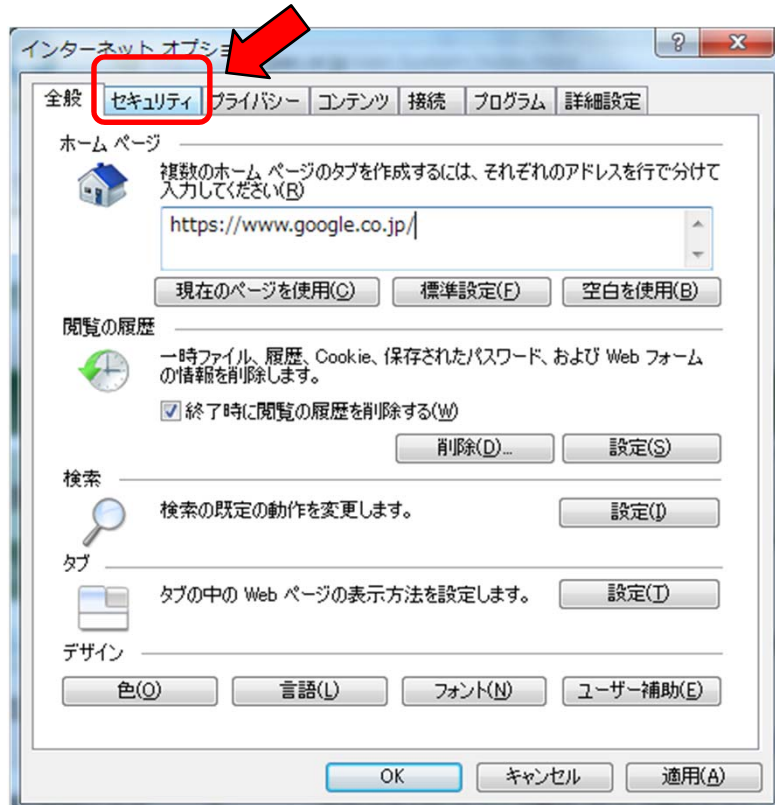 インターネット オプショ
全般 セキュリティ プライバシー コンテンツ 接続 プログラム 詳細設定
ホーム ページ
複数のホーム ページのタブを作成するには、それぞれのアドレスを行で分けて
入力してください(R)
https://www.google.co.jp/
現在のページを使用(C) 標準設定(F) 空白を使用(B)
閲覧の履歴
一時ファイル、履歴、Cookie、保存されたパスワード、および Web フォーム
の情報を削除します。
終了時に閲覧の履歴を削除する(W)
削除(D)... 設定(S)
検索
検索の既定の動作を変更します。 設定(I)
タブ
タブの中の Web ページの表示方法を設定します。 設定(T)
デザイン
色(O) 言語(L) フォント(N) ユーザー補助(E)
OK キャンセル 適用(A)